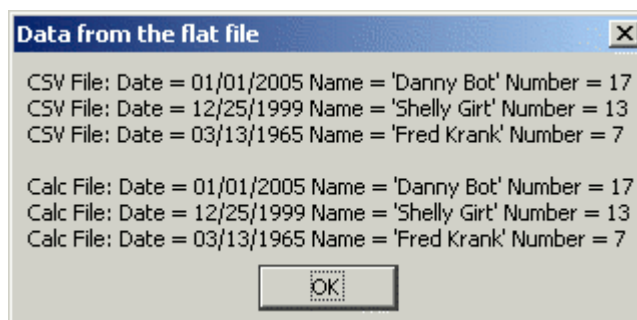 Data from the flat file
CSV File: Date = 01/01/2005 Name = 'Danny Bot' Number = 17
CSV File: Date = 12/25/1999 Name = 'Shelly Girt' Number = 13
CSV File: Date = 03/13/1965 Name = 'Fred Krank' Number = 7
Calc File: Date = 01/01/2005 Name = 'Danny Bot' Number = 17
Calc File: Date = 12/25/1999 Name = 'Shelly Girt' Number = 13
Calc File: Date = 03/13/1965 Name = 'Fred Krank' Number = 7
OK